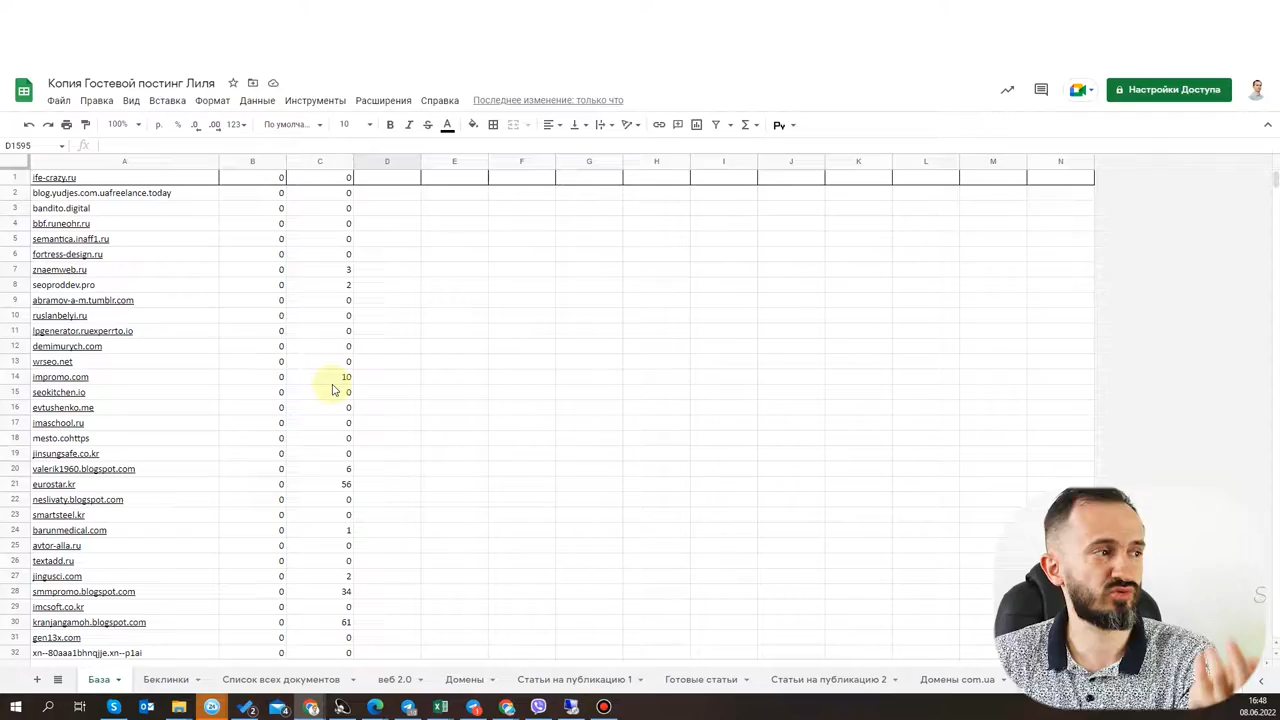 Копия Гостевой постинг Лиля
Настройки Доступа
Файл Правка Вид Вставка Формат Данные Инструменты Расширения Справка Последнее изменение: только что
100% р. % .0 .00 123 По умолча... 10
D1595
A B C D E F G H I J K L M N
1 ife-crazy.ru 0 0
2 blog.yudjes.com.uafreelance.today 0 0
3 bandito.digital 0 0
4 bbf.runeohr.ru 0 0
5 semantica.inaff1.ru 0 0
6 fortress-design.ru 0 0
7 znaemweb.ru 0 3
8 seoproddev.pro 0 2
9 abramov-a-m.tumblr.com 0 0
10 ruslanbelyi.ru 0 0
11 lpgenerator.ruexperrto.io 0 0
12 demimurych.com 0 0
13 wrseo.net 0 0
14 impromo.com 0 10
15 seokitchen.io 0 0
16 evtushenko.me 0 0
17 imaschool.ru 0 0
18 mesto.cohttps 0 0
19 jinsungsafe.co.kr 0 0
20 valerik1960.blogspot.com 0 6
21 eurostar.kr 0 56
22 neslivaty.blogspot.com 0 0
23 smartsteel.kr 0 0
24 barunmedical.com 0 1
25 avtor-alla.ru 0 0
26 textadd.ru 0 0
27 jingusci.com 0 2
28 smmpromo.blogspot.com 0 34
29 imcsoft.co.kr 0 0
30 kranjangamoh.blogspot.com 0 61
31 gen13x.com 0 0
32 xn--80aaa1bhnqjje.xn--p1ai 0 0
База Беклинки Список всех документов веб 2.0 Домены Статьи на публикацию 1 Готовые статьи Статьи на публикацию 2 Домены com.ua
16:48
08.06.2022